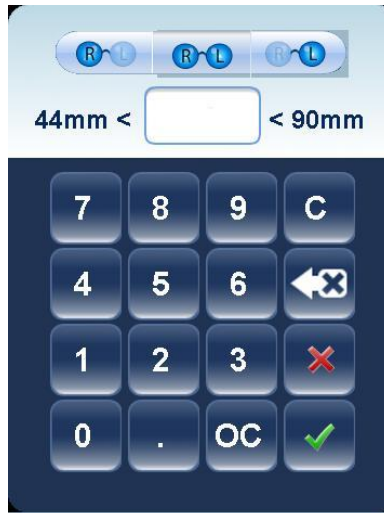 R L R L R L
44mm < < 90mm
7 8 9 C
4 5 6
1 2 3
0 . OC